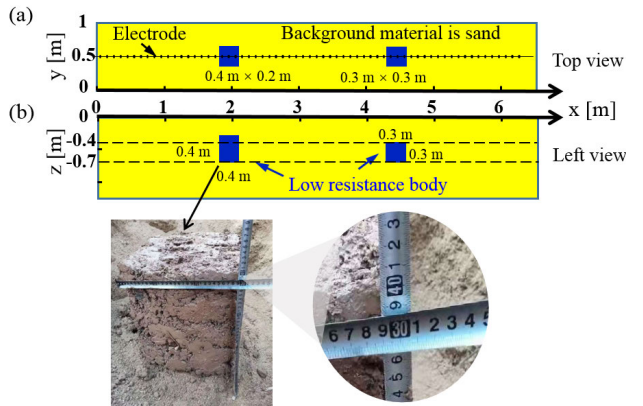 (a)
1
Electrode
Background material is sand
y [m]
0.5
Top view
0.4 m × 0.2 m
0.3 m × 0.3 m
0
0 1 2 3 4 5 6
x [m]
(b)
0
z [m]
-0.4
-0.7
0.4 m
0.4 m
0.3 m
0.3 m
Left view
Low resistance body
3
2
1
40
9
6 7 8 9 30 1 2 3 4 5
6
5
4